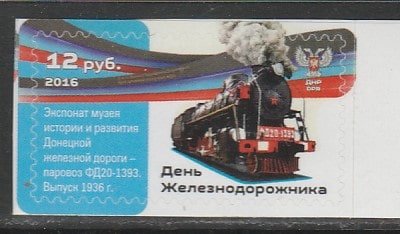 12 руб.
2016
ДНР
DPR
Экспонат музея
истории и развития
Донецкой
железной дороги –
паровоз ФД20-1393.
Выпуск 1936 г.
ФД20-1393
День
Железнодорожника